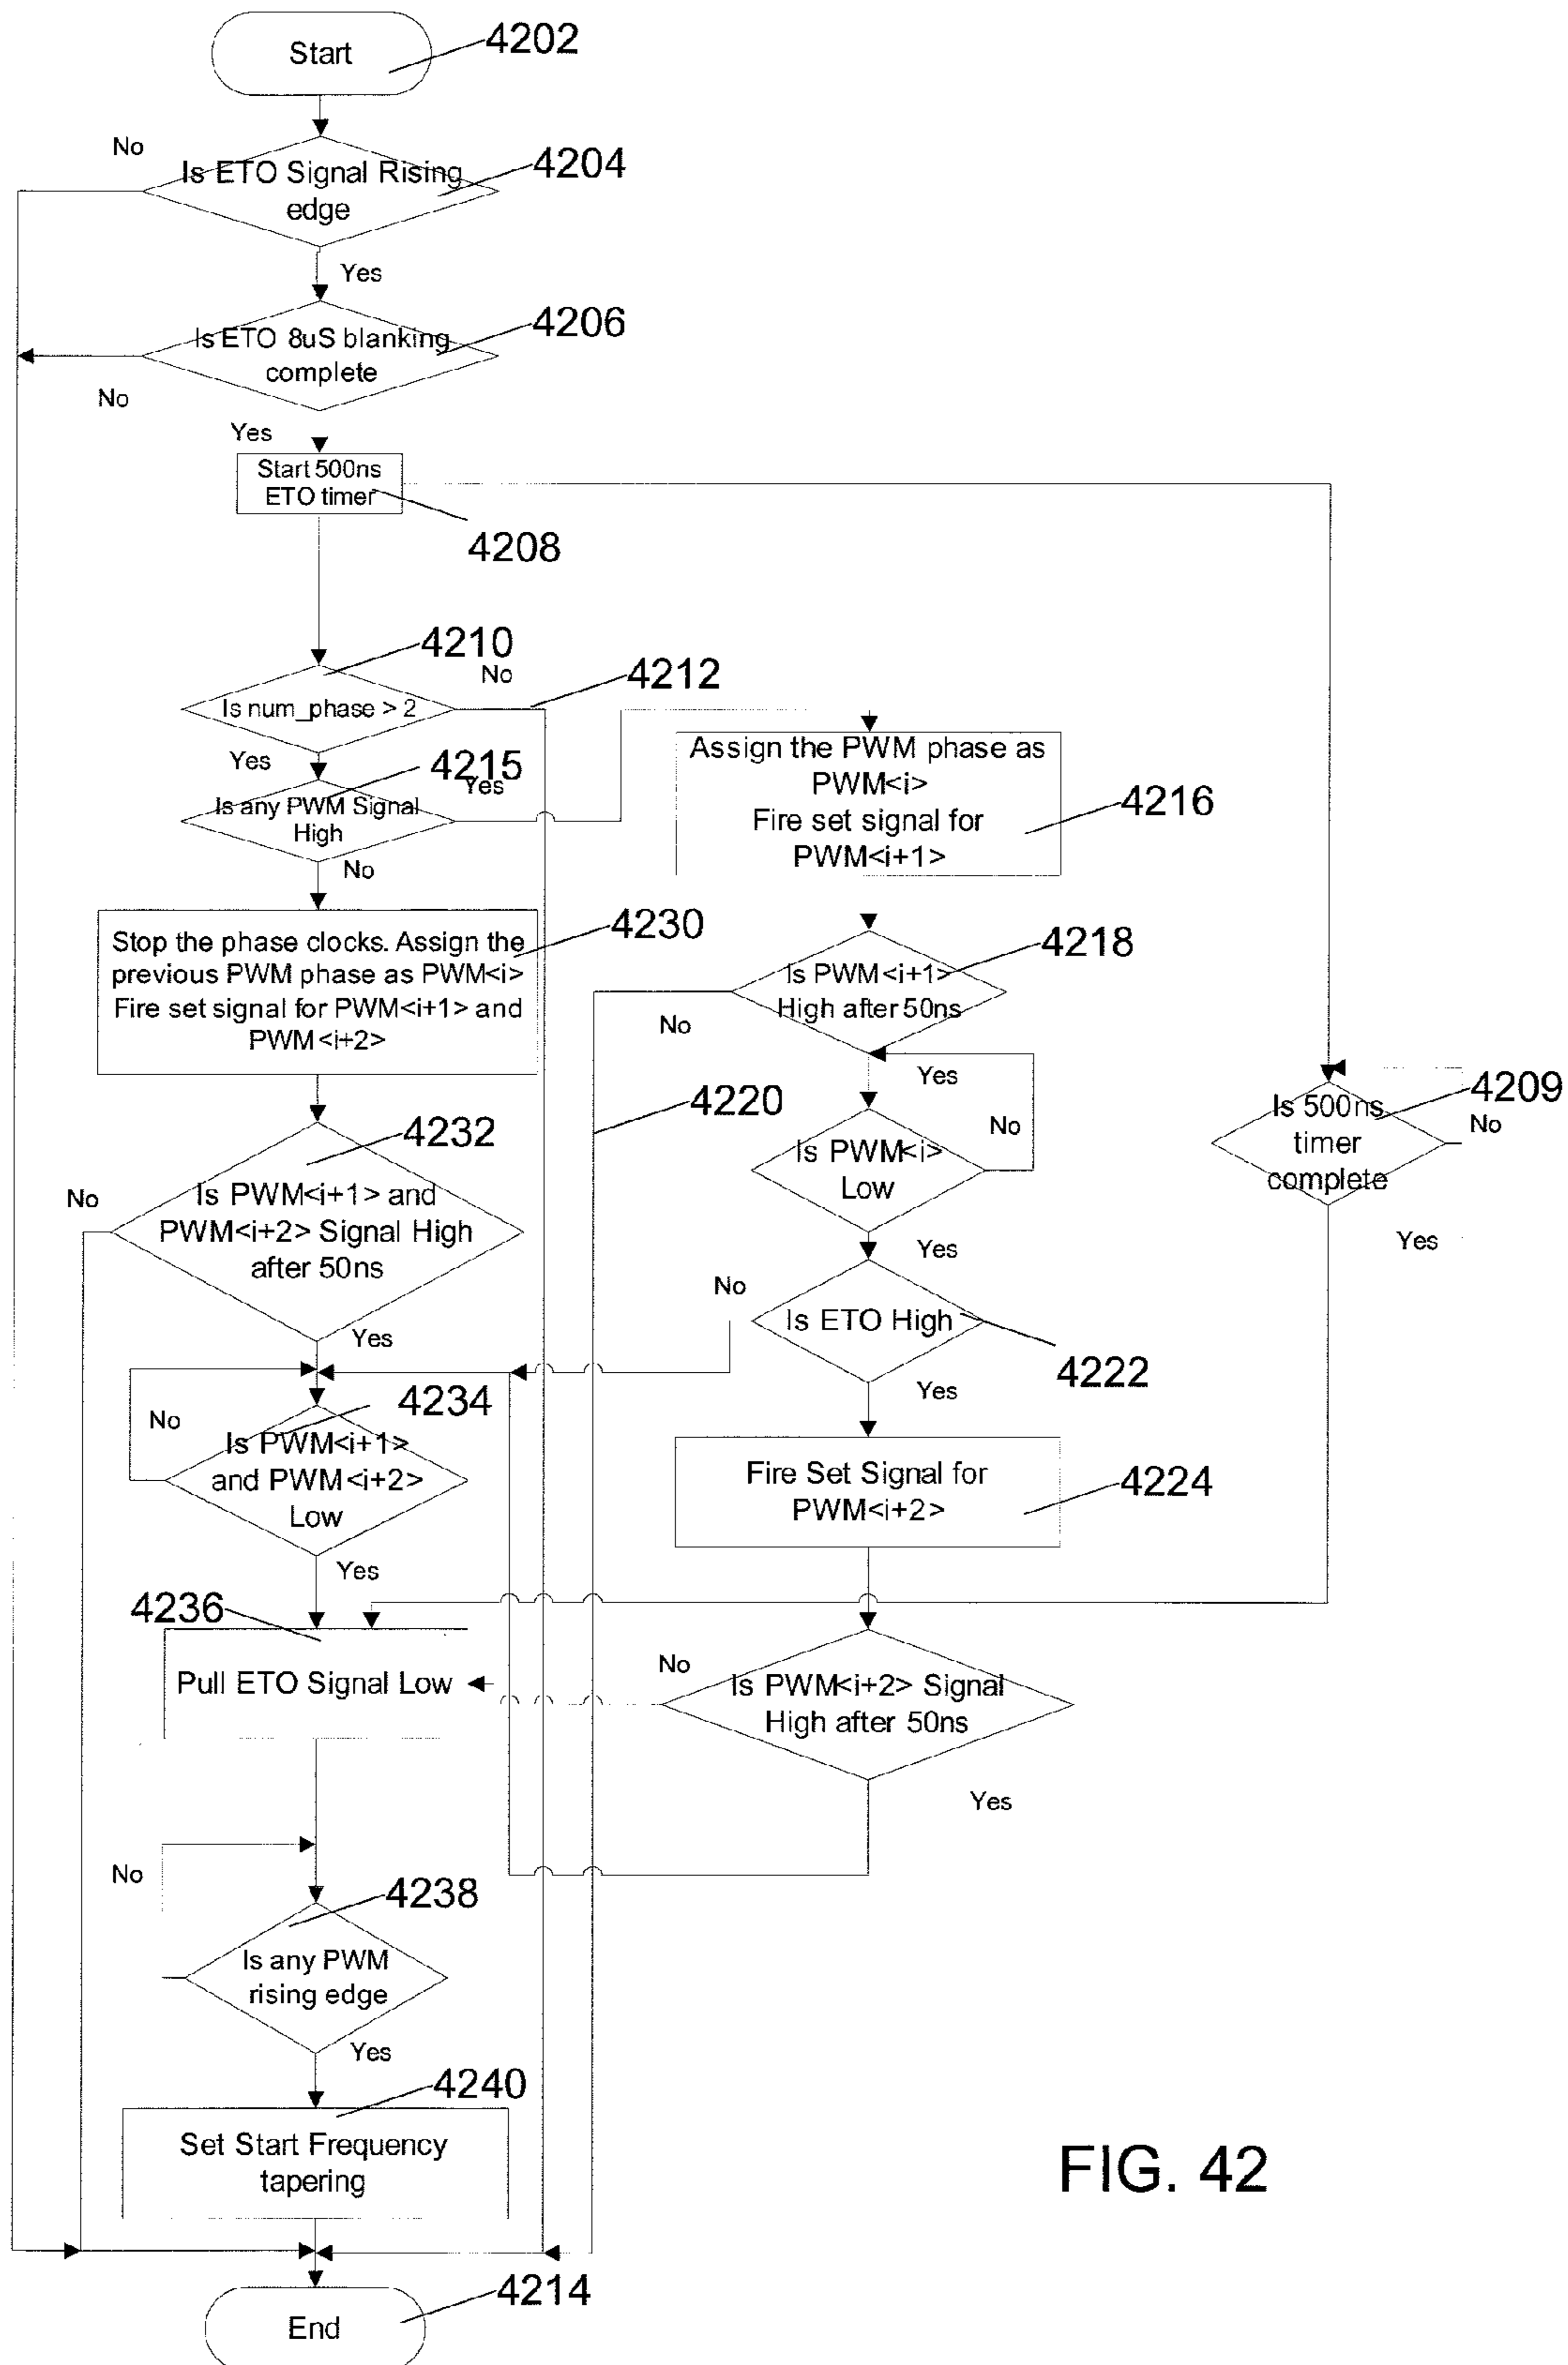 Start
4202
No
Is ETO Signal Rising
edge
4204
Yes
Is ETO 8uS blanking
complete
4206
No
Yes
Start 500ns
ETO timer
4208
4210
No
4212
Is num_phase > 2
Yes
4215
Yes
Is any PWM Signal
High
No
Assign the PWM phase as
PWM<i>
Fire set signal for
PWM<i+1>
4216
Stop the phase clocks. Assign the
previous PWM phase as PWM<i>
Fire set signal for PWM<i+1> and
PWM<i+2>
4230
4218
Is PWM<i+1>
High after 50ns
No
Yes
4220
No
Is PWM<i>
Low
Yes
4209
Is 500ns
timer
complete
No
Yes
4232
No
Is PWM<i+1> and
PWM<i+2> Signal High
after 50ns
Yes
No
Is ETO High
4222
Yes
4234
No
Is PWM<i+1>
and PWM<i+2>
Low
Yes
Fire Set Signal for
PWM<i+2>
4224
4236
Pull ETO Signal Low
No
Is PWM<i+2> Signal
High after 50ns
Yes
No
4238
Is any PWM
rising edge
Yes
4240
Set Start Frequency
tapering
FIG. 42
4214
End